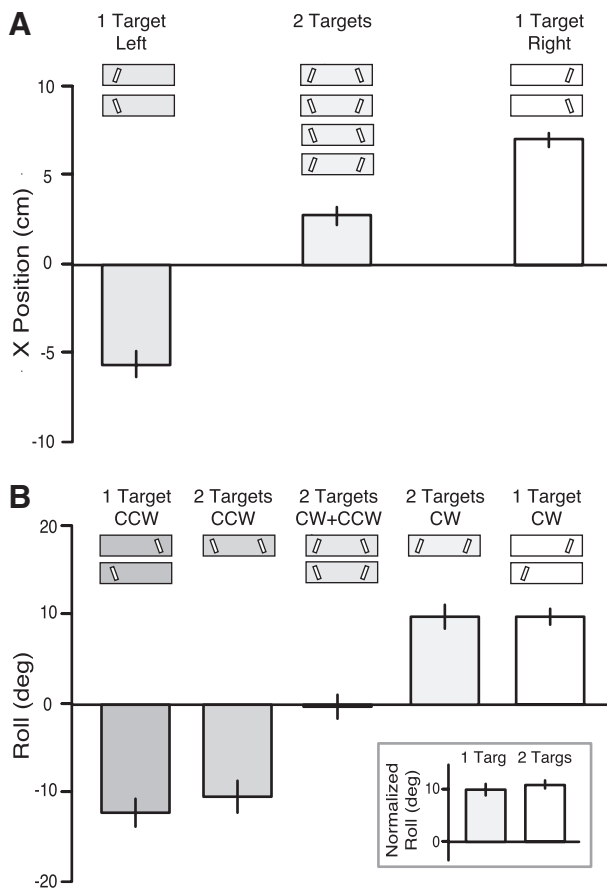 A
1 Target
Left
2 Targets
1 Target
Right
10
5
0
-5
-10
X Position (cm)
B
1 Target
CCW
2 Targets
CCW
2 Targets
CW+CCW
2 Targets
CW
1 Target
CW
20
10
0
-10
-20
Roll (deg)
1 Targ 2 Targs
10
0
Normalized
Roll (deg)